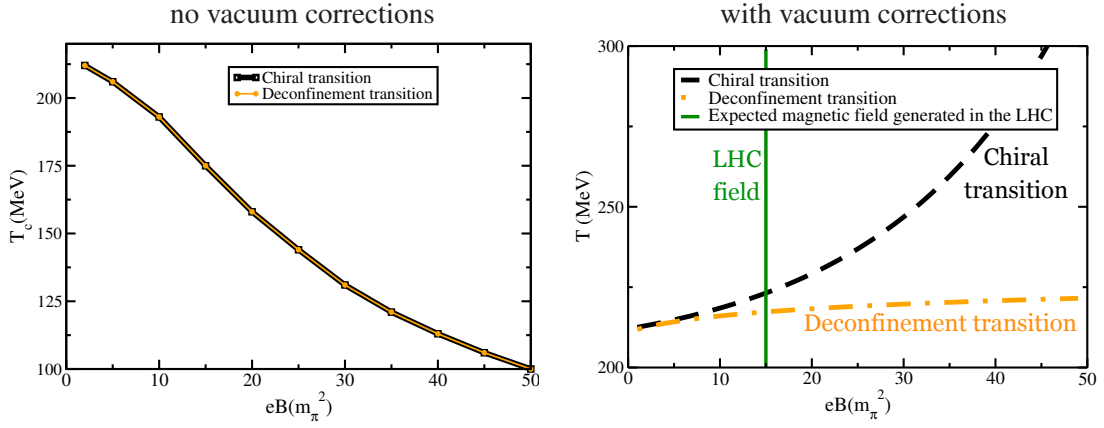 no vacuum corrections
T_c(MeV)
200
175
150
125
100
0
10
20
30
40
50
eB(m_π^2)
Chiral transition
Deconfinement transition
with vacuum corrections
T (MeV)
300
250
200
0
10
20
30
40
50
eB(m_π^2)
Chiral transition
Deconfinement transition
Expected magnetic field generated in the LHC
LHC
field
Chiral
transition
Deconfinement transition